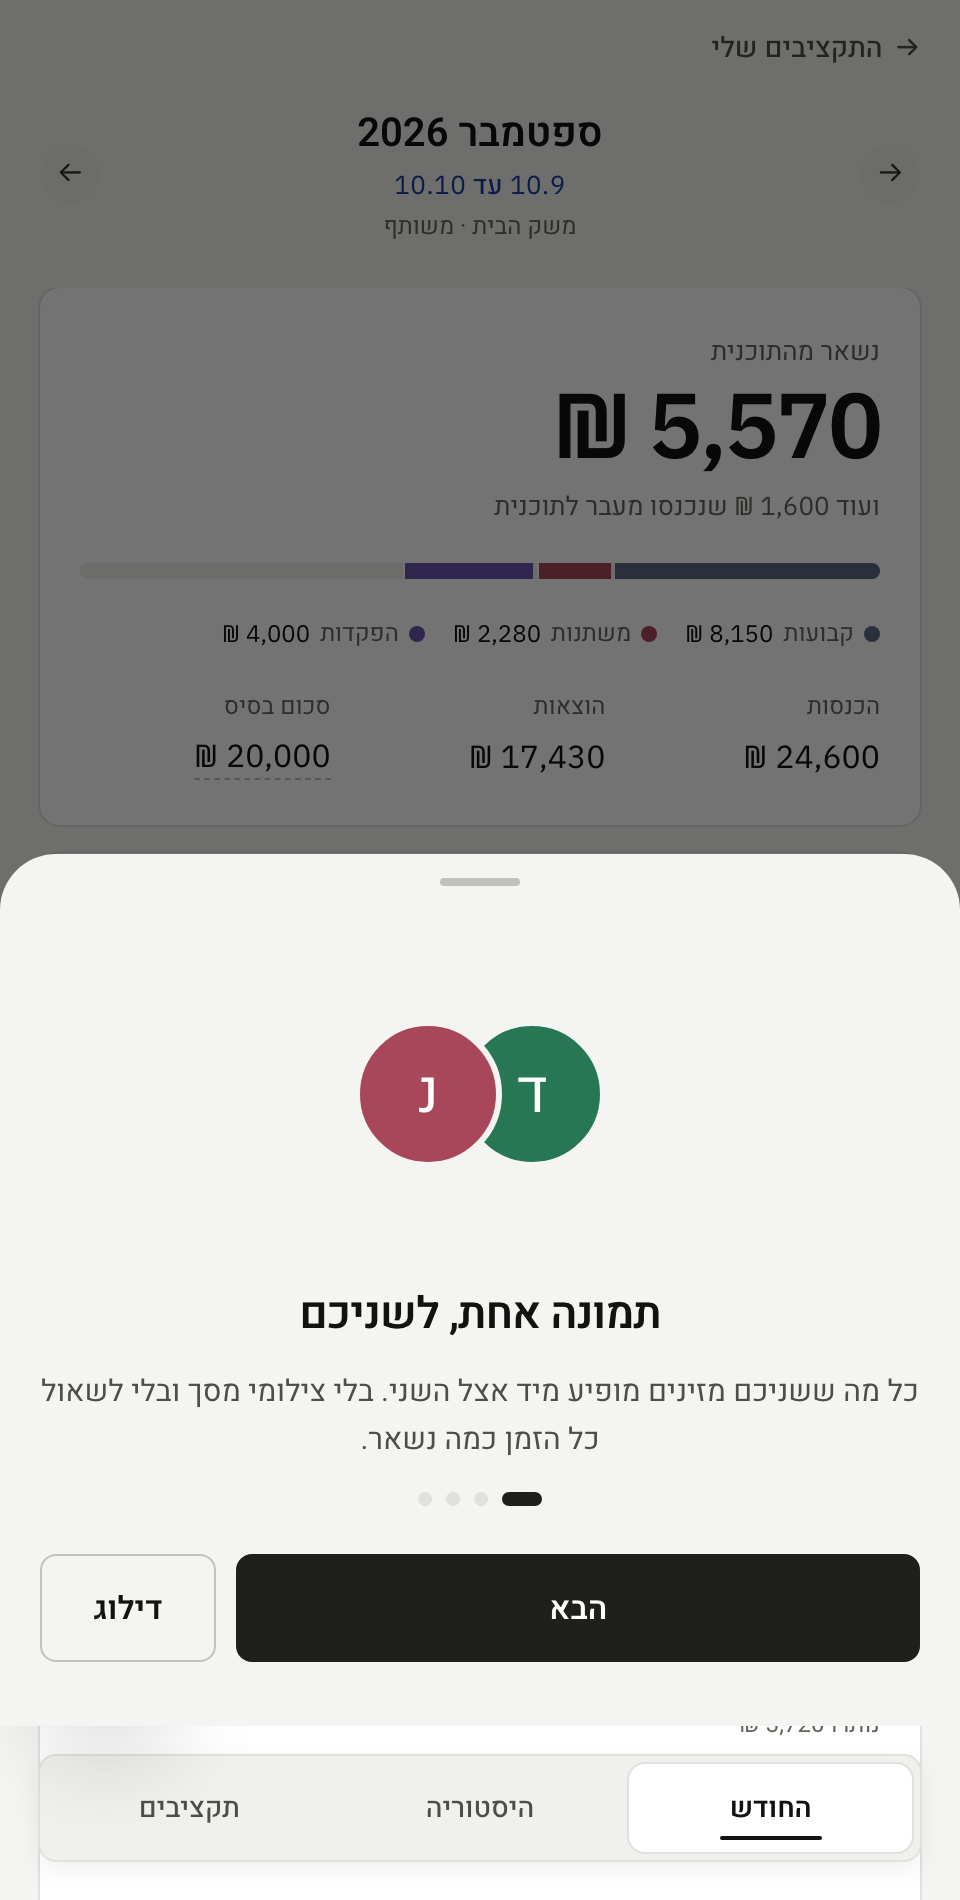 התקציבים שלי
ספטמבר 2026
10.9 עד 10.10
משק הבית · משותף
נשאר מהתוכנית
5,570 ₪
ועוד 1,600 ₪ שנכנסו מעבר לתוכנית
קבועות 8,150 ₪ משתנות 2,280 ₪ הפקדות 4,000 ₪
הכנסות הוצאות סכום בסיס
24,600 ₪ 17,430 ₪ 20,000 ₪
ד נ
תמונה אחת, לשניכם
כל מה ששניכם מזינים מופיע מיד אצל השני. בלי צילומי מסך ובלי לשאול
כל הזמן כמה נשאר.
הבא דילוג
החודש היסטוריה תקציבים